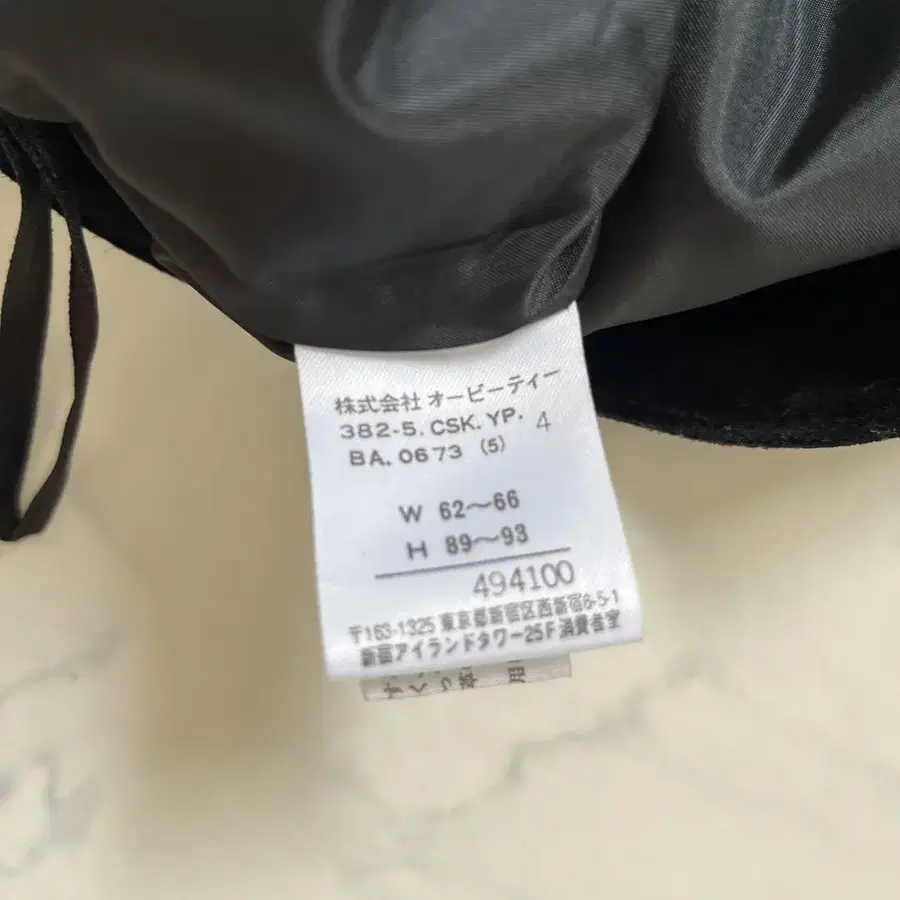 株式会社 オービーティー
382-5. CSK. YP. 4
BA. 0673 (5)
W 62〜66
H 89〜93
494100
〒163-1325 東京都新宿区西新宿6-5-1
新宿アイランドタワー25F 消費者室